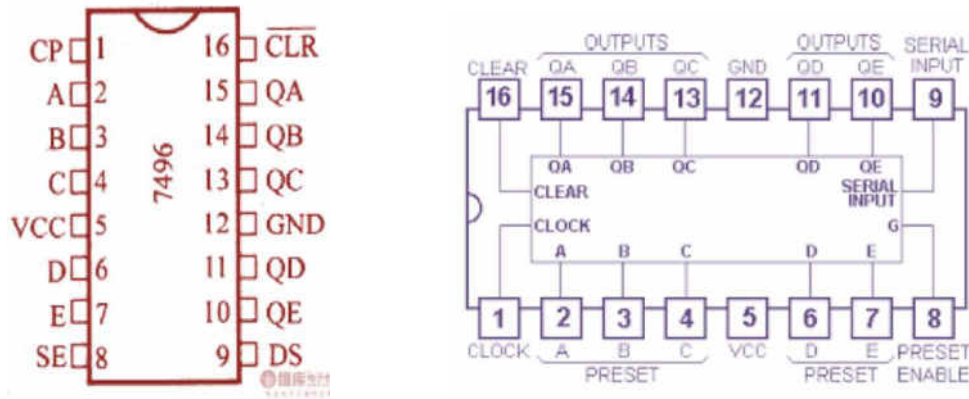 CP 1 16 CLR
A 2 15 QA
B 3 14 QB
C 4 13 QC
VCC 5 12 GND
D 6 11 QD
E 7 10 QE
SE 8 9 DS
7496
OUTPUTS OUTPUTS SERIAL
CLEAR QA QB QC GND QD QE INPUT
16 15 14 13 12 11 10 9
QA QB QC QD QE
CLEAR SERIAL
INPUT
CLOCK G
A B C D E
1 2 3 4 5 6 7 8
CLOCK A B C VCC D E PRESET
PRESET PRESET ENABLE